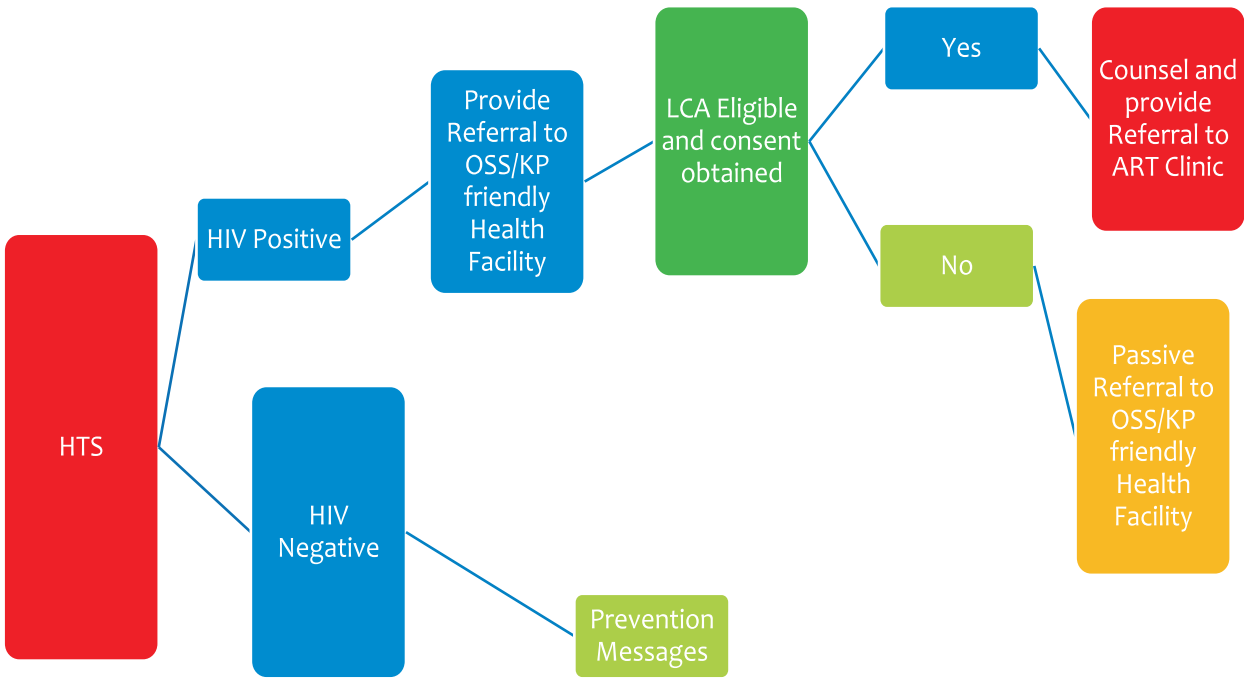 HTS
HIV Positive
HIV
Negative
Provide
Referral to
OSS/KP
friendly
Health
Facility
Prevention
Messages
LCA Eligible
and consent
obtained
Yes
No
Counsel and
provide
Referral to
ART Clinic
Passive
Referral to
OSS/KP
friendly
Health
Facility